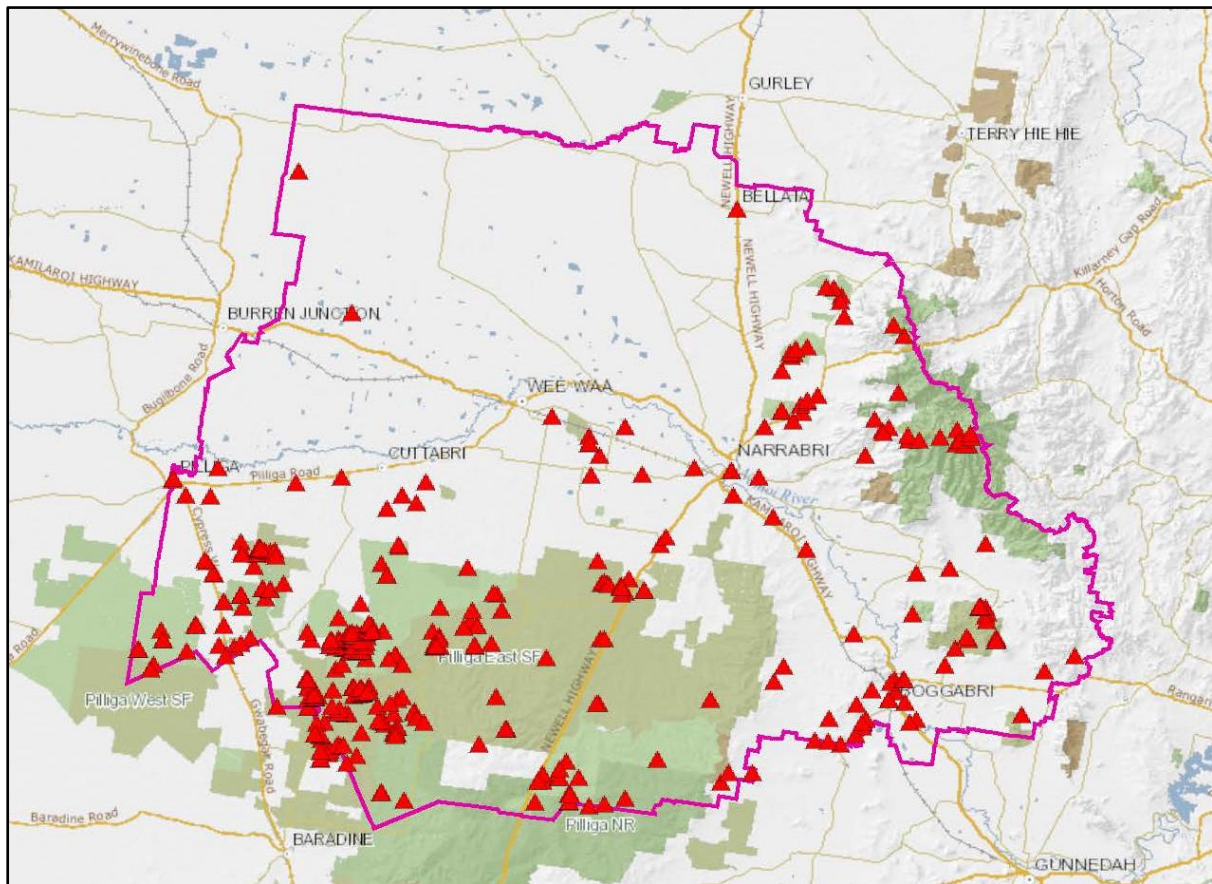 Merrywinebone Road
GURLEY
NEWELL HIGHWAY
TERRY HIE HIE
BELLATA
Killarney Gap Road
KAMILAROI HIGHWAY
NEWELL HIGHWAY
Horton Road
BURREN JUNCTION
Bugilbone Road
WEE WAA
PILLIGA
Pilliga Road
CUTTABRI
NARRABRI
Namoi River
KAMILAROI HIGHWAY
Pilliga East SF
Pilliga West SF
NEWELL HIGHWAY
BOGGABRI
Gwabegar Road
Baradine Road
BARADINE
Pilliga NR
GUNNEDAH